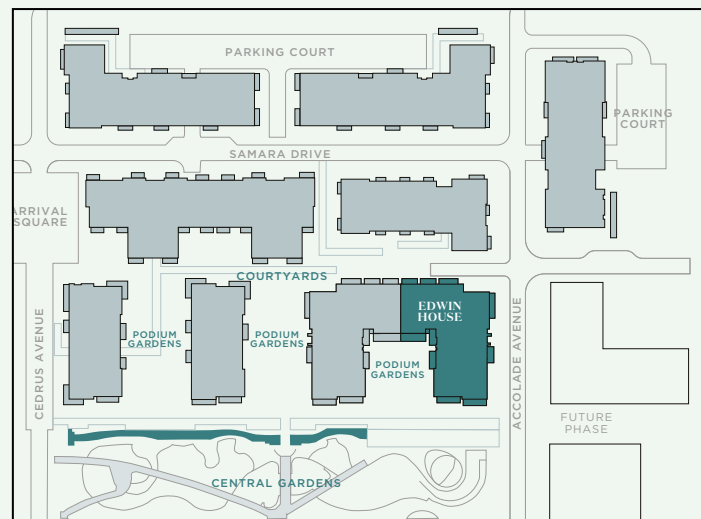 PARKING COURT
PARKING
COURT
SAMARA DRIVE
ARRIVAL
SQUARE
COURTYARDS
EDWIN
HOUSE
CEDRUS AVENUE
PODIUM
GARDENS
PODIUM
GARDENS
PODIUM
GARDENS
ACCOLADE AVENUE
FUTURE
PHASE
CENTRAL GARDENS